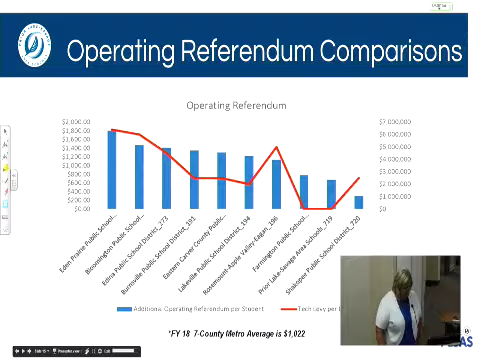 Operating Referendum Comparisons
Operating Referendum
$2,000.00
$1,800.00
$1,600.00
$1,400.00
$1,200.00
$1,000.00
$800.00
$600.00
$400.00
$200.00
$0.00
$7,000,000
$6,000,000
$5,000,000
$4,000,000
$3,000,000
$2,000,000
$1,000,000
$0
Eden Prairie Public School...
Bloomington Public School...
Edina Public School District_273
Burnsville Public School District_191
Eastern Carver County Public...
Lakeville Public School District_194
Rosemount-Apple Valley-Eagan_196
Farmington Public School...
Prior Lake-Savage Area Schools_719
Shakopee Public School District_720
Additional Operating Referendum per Student
Tech Levy per
*FY 18 7-County Metro Average is $1,022